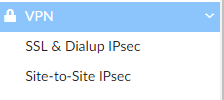 VPN
SSL & Dialup IPsec
Site-to-Site IPsec